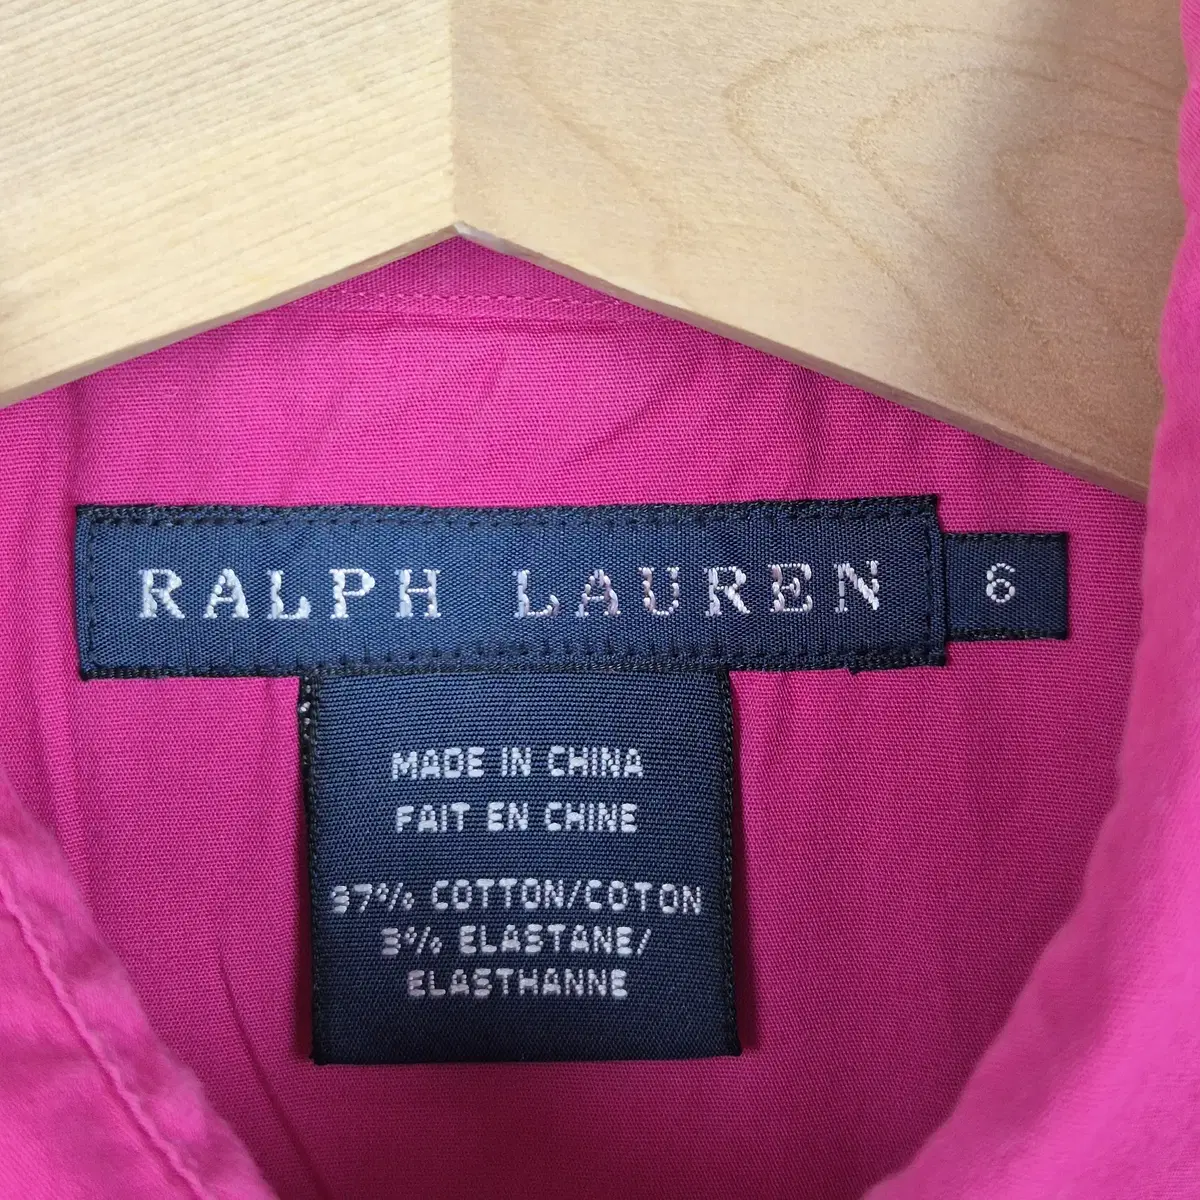 RALPH LAUREN 6
MADE IN CHINA
FAIT EN CHINE
97% COTTON/COTON
3% ELASTANE/
ELASTHANNE